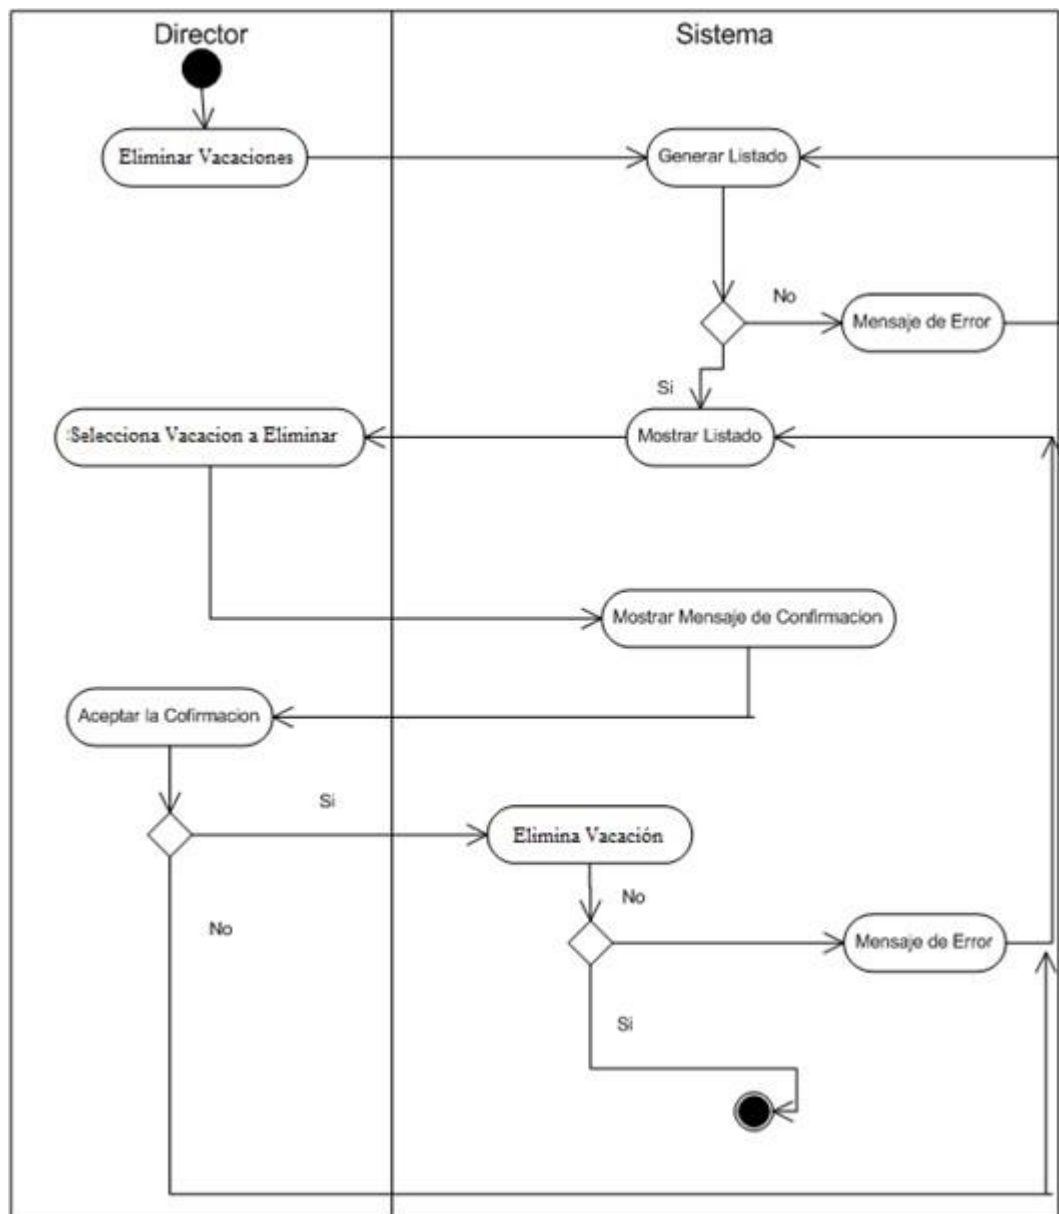 Director
Sistema
Eliminar Vacaciones
Generar Listado
No
Mensaje de Error
Si
:Selecciona Vacacion a Eliminar
Mostrar Listado
Mostrar Mensaje de Confirmacion
Aceptar la Cofirmacion
Si
Elimina Vacación
No
No
Mensaje de Error
Si